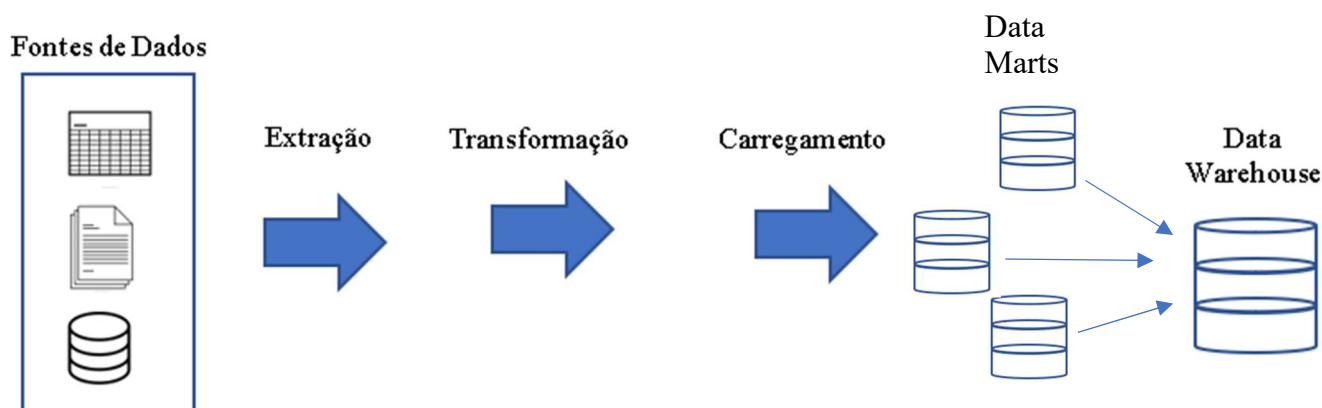 Fontes de Dados
Extração
Transformação
Carregamento
Data
Marts
Data
Warehouse